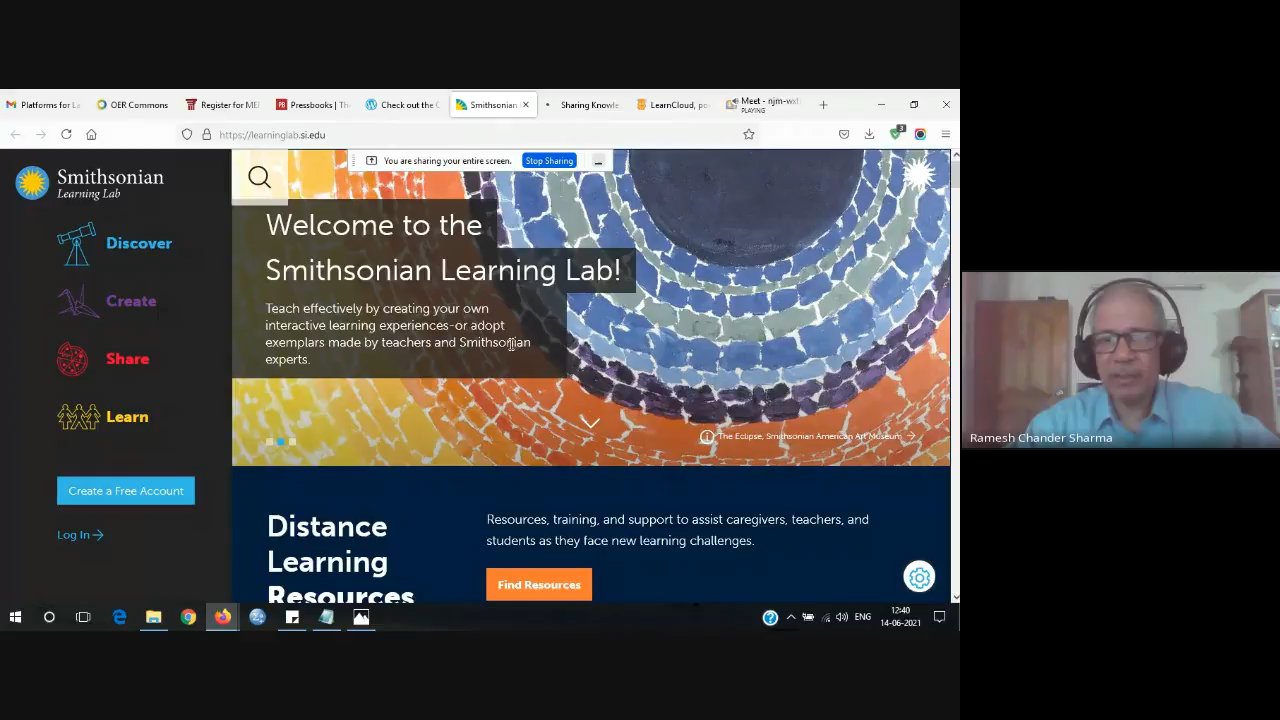 Platforms for La
OER Commons
Register for MEI
Pressbooks | Th
Check out the C
Smithsonian
Sharing Knowle
LearnCloud, po
Meet - njm-wxt
PLAYING
https://learninglab.si.edu
3
You are sharing your entire screen.
Stop Sharing
Smithsonian
Learning Lab
Discover
Create
Share
Learn
Create a Free Account
Log In
Welcome to the
Smithsonian Learning Lab!
Teach effectively by creating your own
interactive learning experiences-or adopt
exemplars made by teachers and Smithsonian
experts.
The Eclipse, Smithsonian American Art Museum
Distance
Learning
Resources
Resources, training, and support to assist caregivers, teachers, and
students as they face new learning challenges.
Find Resources
ENG
12:40
14-06-2021
Ramesh Chander Sharma